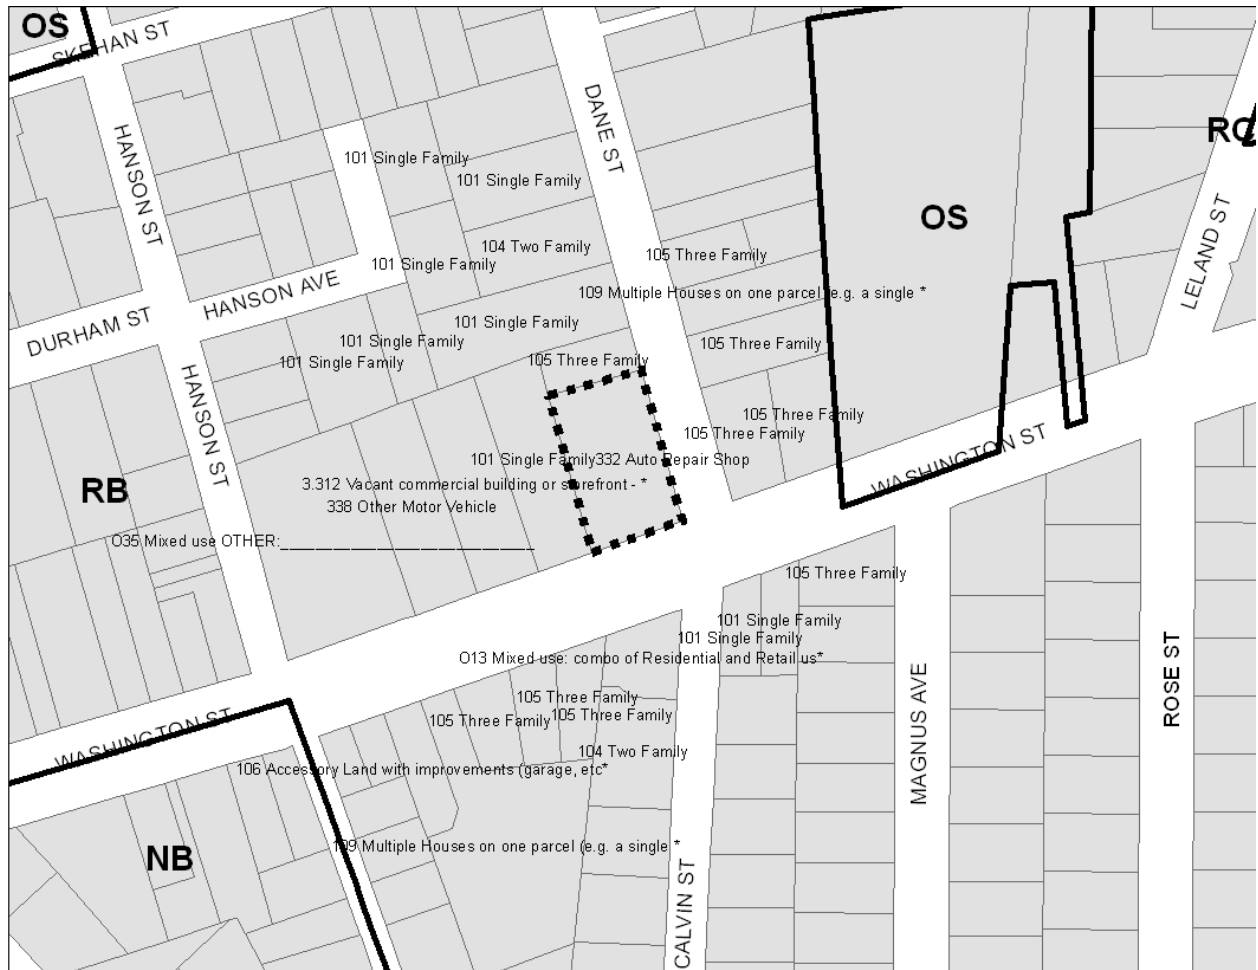 OS
SKEHAN ST
DANE ST
HANSON ST
RC
101 Single Family
101 Single Family
OS
LELAND ST
104 Two Family
105 Three Family
101 Single Family
HANSON AVE
109 Multiple Houses on one parcel (e.g. a single *
DURHAM ST
101 Single Family
101 Single Family
105 Three Family
101 Single Family
105 Three Family
HANSON ST
105 Three Family
105 Three Family
WASHINGTON ST
101 Single Family
332 Auto Repair Shop
RB
3.312 Vacant commercial building or storefront - *
338 Other Motor Vehicle
O35 Mixed use OTHER:______________________________
105 Three Family
101 Single Family
101 Single Family
O13 Mixed use: combo of Residential and Retail us*
ROSE ST
105 Three Family
105 Three Family
105 Three Family
WASHINGTON ST
MAGNUS AVE
104 Two Family
106 Accessory Land with improvements (garage, etc*
109 Multiple Houses on one parcel (e.g. a single *
NB
CALVIN ST